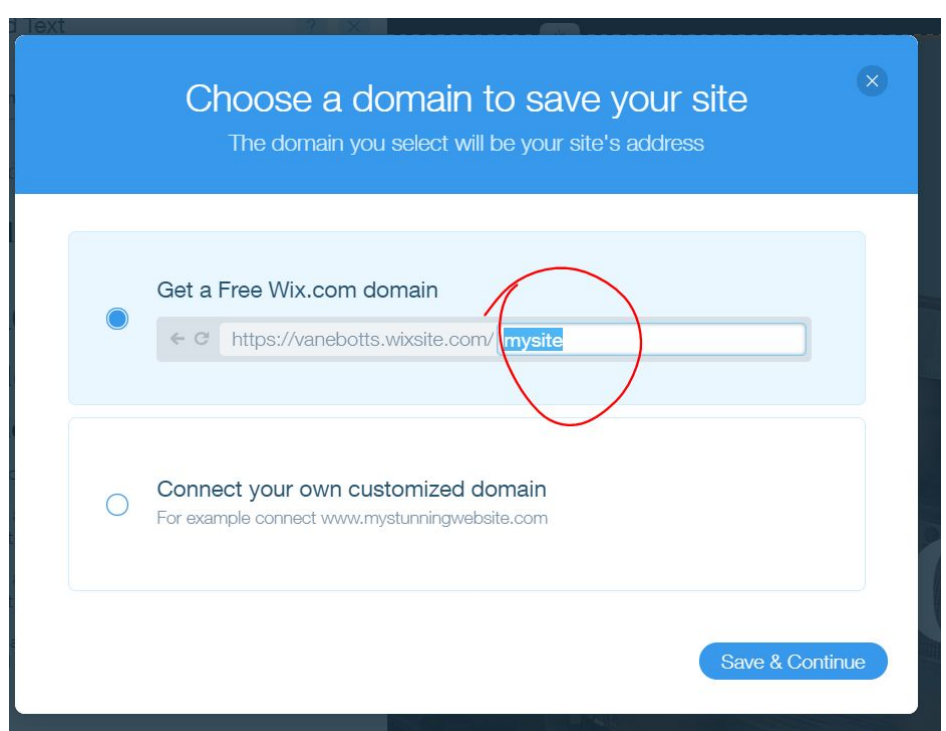 d Text
Choose a domain to save your site
The domain you select will be your site's address
Get a Free Wix.com domain
https://vanebotts.wixsite.com/ mysite
Connect your own customized domain
For example connect www.mystunningwebsite.com
Save & Continue